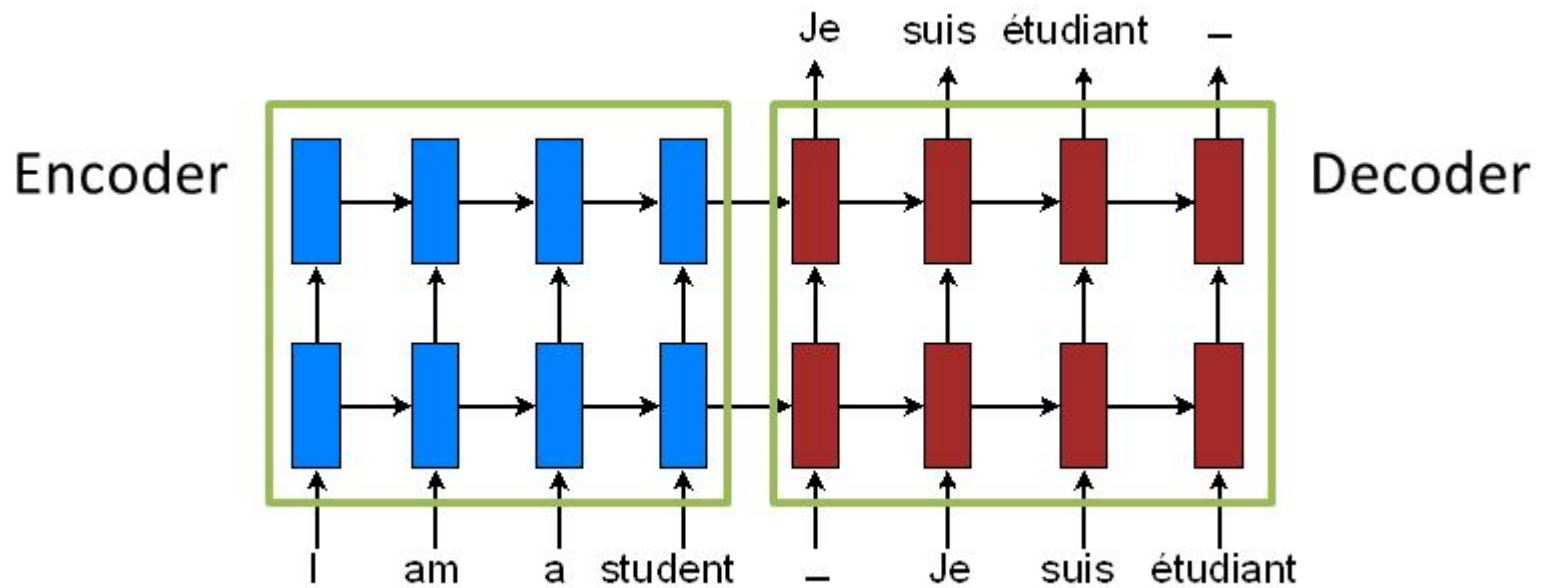 Je suis étudiant _
Encoder
Decoder
I am a student _ Je suis étudiant